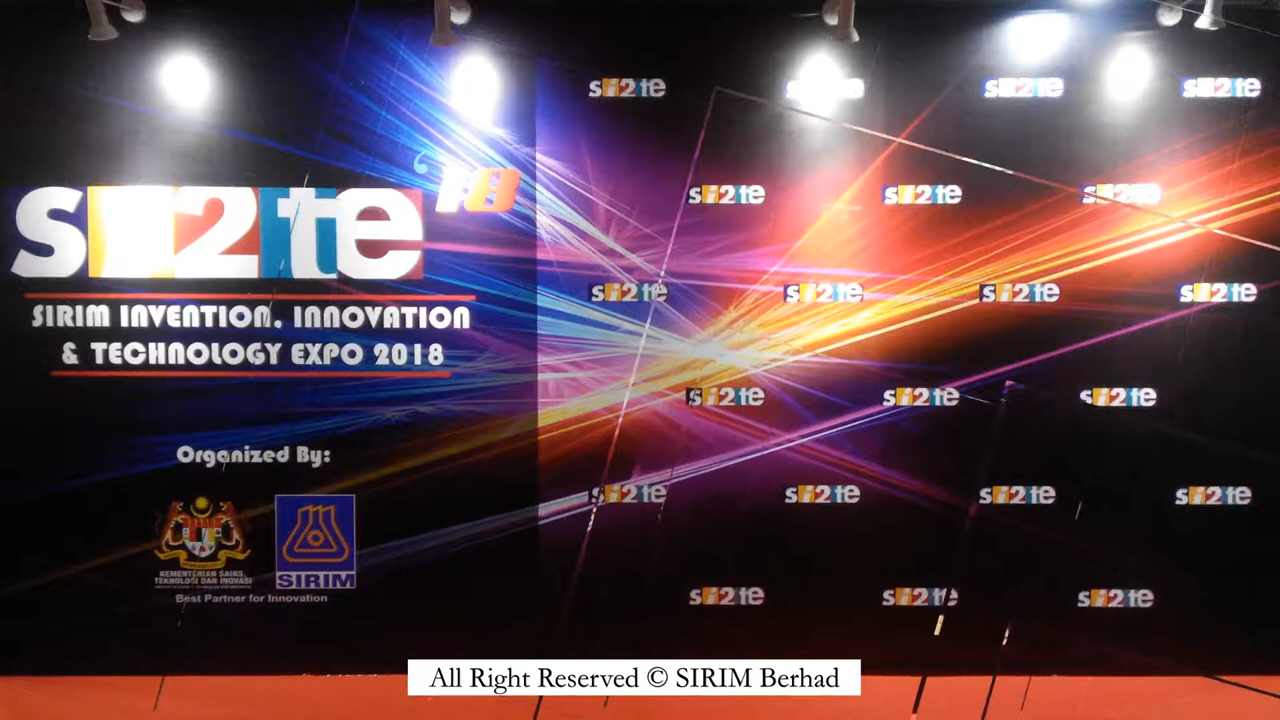 si2te '18
SIRIM INVENTION, INNOVATION
& TECHNOLOGY EXPO 2018
Organized By:
KEMENTERIAN SAINS,
TEKNOLOGI DAN INOVASI
SIRIM
Best Partner for Innovation
si2te si2te si2te si2te
si2te si2te si2te
si2te si2te si2te si2te
si2te si2te si2te
si2te si2te si2te si2te
si2te si2te si2te
All Right Reserved © SIRIM Berhad